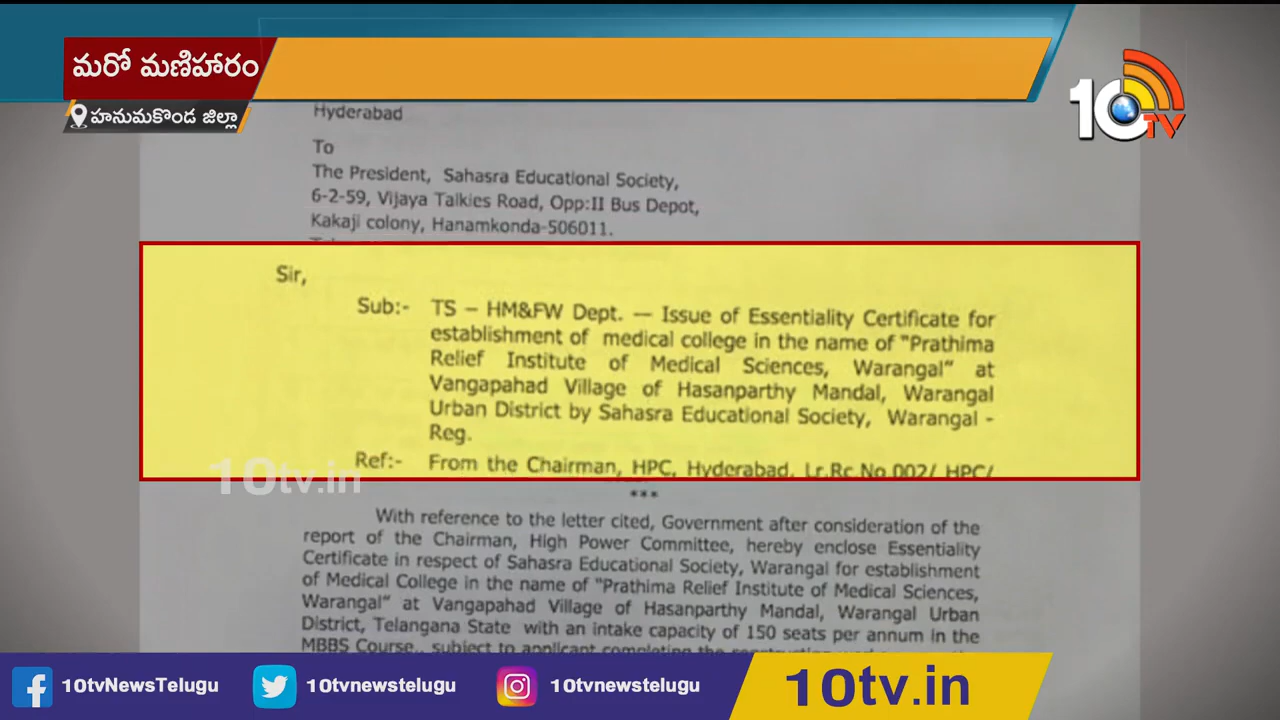 మరో మణిహారం
హనుమకొండ జిల్లా
10TV
Hyderabad
To
The President, Sahasra Educational Society,
6-2-59, Vijaya Talkies Road, Opp:II Bus Depot,
Kakaji colony, Hanamkonda-506011.
Sir,
Sub:- TS – HM&FW Dept. — Issue of Essentiality Certificate for
establishment of medical college in the name of "Prathima
Relief Institute of Medical Sciences, Warangal" at
Vangapahad Village of Hasanparthy Mandal, Warangal
Urban District by Sahasra Educational Society, Warangal -
Reg.
Ref:- From the Chairman, HPC, Hyderabad, Lr.Rc.No.002/ HPC/
10tv.in
***
With reference to the letter cited, Government after consideration of the
report of the Chairman, High Power Committee, hereby enclose Essentiality
Certificate in respect of Sahasra Educational Society, Warangal for establishment
of Medical College in the name of "Prathima Relief Institute of Medical Sciences,
Warangal" at Vangapahad Village of Hasanparthy Mandal, Warangal Urban
District, Telangana State with an intake capacity of 150 seats per annum in the
MBBS Course., subject to applicant completing the
10tvNewsTelugu
10tvnewstelugu
10tvnewstelugu
10tv.in